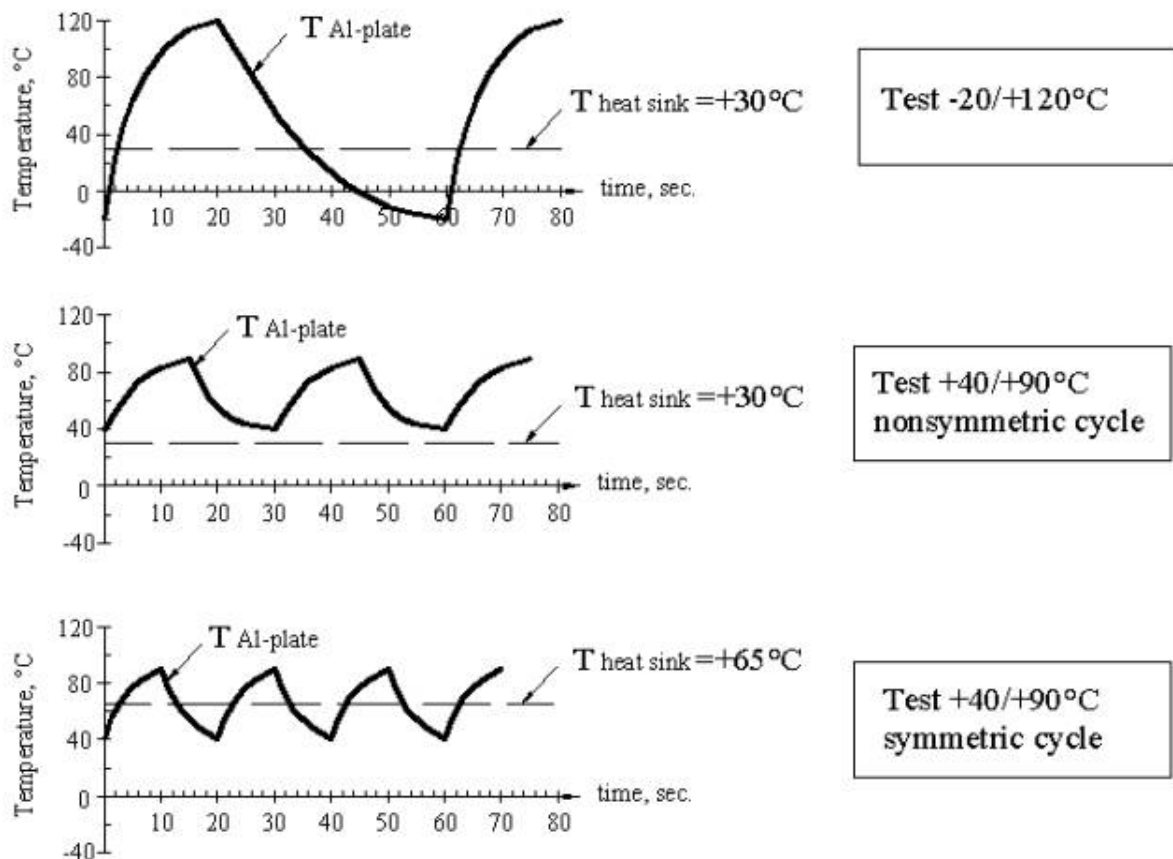 120
T Al-plate
Temperature, °C
80
T heat sink =+30°C
Test -20/+120°C
40
0
time, sec.
10 20 30 40 50 60 70 80
-40
120
T Al-plate
Temperature, °C
80
T heat sink =+30°C
Test +40/+90°C
nonsymmetric cycle
40
0
time, sec.
10 20 30 40 50 60 70 80
-40
120
T Al-plate
Temperature, °C
80
T heat sink =+65°C
Test +40/+90°C
symmetric cycle
40
0
time, sec.
10 20 30 40 50 60 70 80
-40